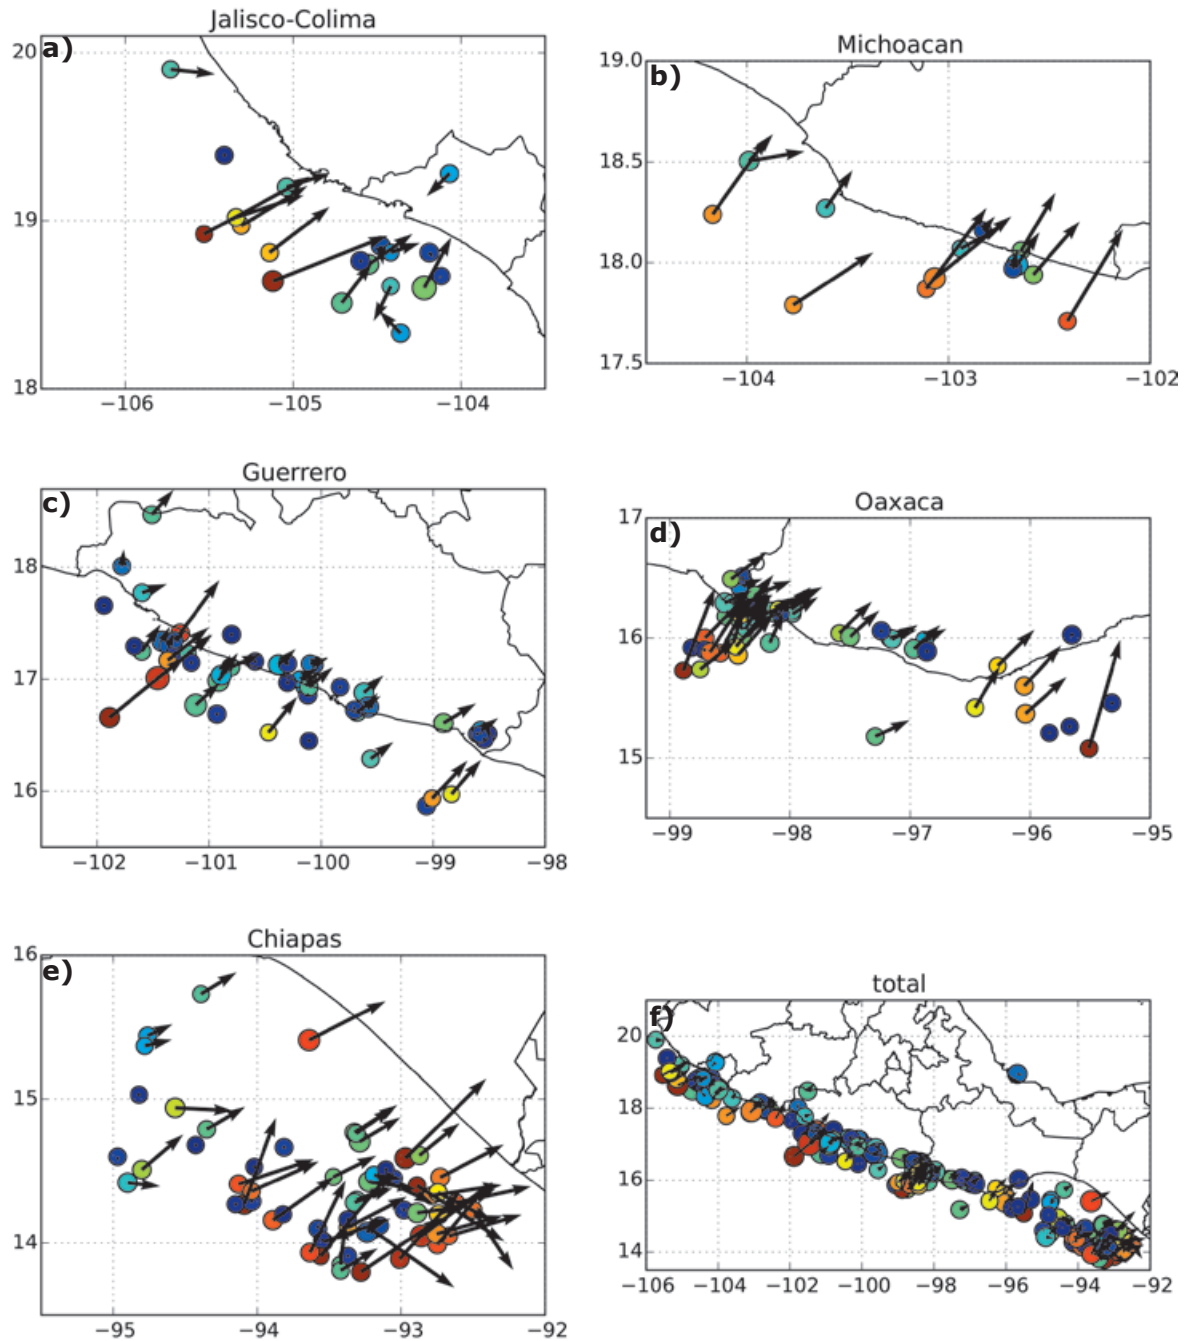 Jalisco-Colima
a)
20
19
18
−106 −105 −104
Michoacan
b)
19.0
18.5
18.0
17.5
−104 −103 −102
Guerrero
c)
18
17
16
−102 −101 −100 −99 −98
Oaxaca
d)
17
16
15
−99 −98 −97 −96 −95
Chiapas
e)
16
15
14
−95 −94 −93 −92
total
f)
20
18
16
14
−106 −104 −102 −100 −98 −96 −94 −92